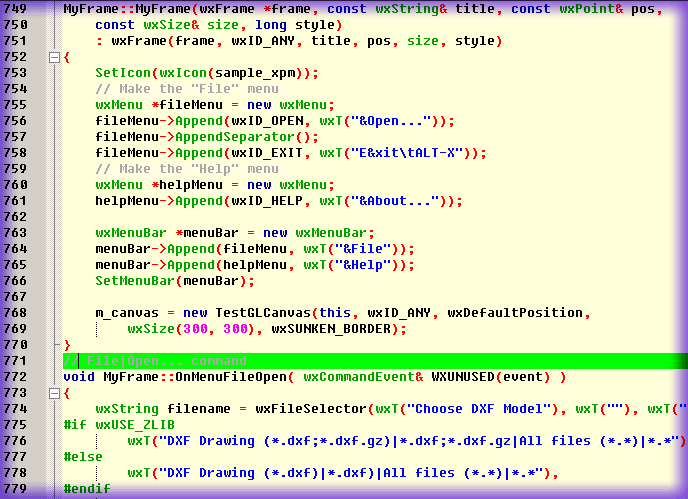 749 MyFrame::MyFrame(wxFrame *frame, const wxString& title, const wxPoint& pos,
750     const wxSize& size, long style)
751     : wxFrame(frame, wxID_ANY, title, pos, size, style)
752 {
753     SetIcon(wxIcon(sample_xpm));
754     // Make the "File" menu
755     wxMenu *fileMenu = new wxMenu;
756     fileMenu->Append(wxID_OPEN, wxT("&Open..."));
757     fileMenu->AppendSeparator();
758     fileMenu->Append(wxID_EXIT, wxT("E&xit\tALT-X"));
759     // Make the "Help" menu
760     wxMenu *helpMenu = new wxMenu;
761     helpMenu->Append(wxID_HELP, wxT("&About..."));
762
763     wxMenuBar *menuBar = new wxMenuBar;
764     menuBar->Append(fileMenu, wxT("&File"));
765     menuBar->Append(helpMenu, wxT("&Help"));
766     SetMenuBar(menuBar);
767
768     m_canvas = new TestGLCanvas(this, wxID_ANY, wxDefaultPosition,
769         wxSize(300, 300), wxSUNKEN_BORDER);
770 }
771 // File|Open... command
772 void MyFrame::OnMenuFileOpen( wxCommandEvent& WXUNUSED(event) )
773 {
774     wxString filename = wxFileSelector(wxT("Choose DXF Model"), wxT(""), wxT("
775 #if wxUSE_ZLIB
776         wxT("DXF Drawing (*.dxf;*.dxf.gz)|*.dxf;*.dxf.gz|All files (*.*)|*.*")
777 #else
778         wxT("DXF Drawing (*.dxf)|*.dxf)|All files (*.*)|*.*"),
779 #endif